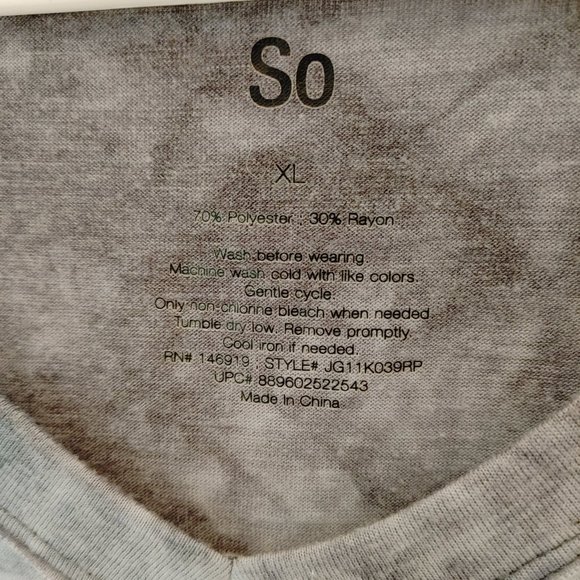 So
XL
70% Polyester . 30% Rayon
Wash before wearing
Machine wash cold with like colors.
Gentle cycle.
Only non-chlorine bleach when needed.
Tumble dry low. Remove promptly.
Cool iron if needed.
RN# 146919 . STYLE# JG11K039RP
UPC# 889602522543
Made In China